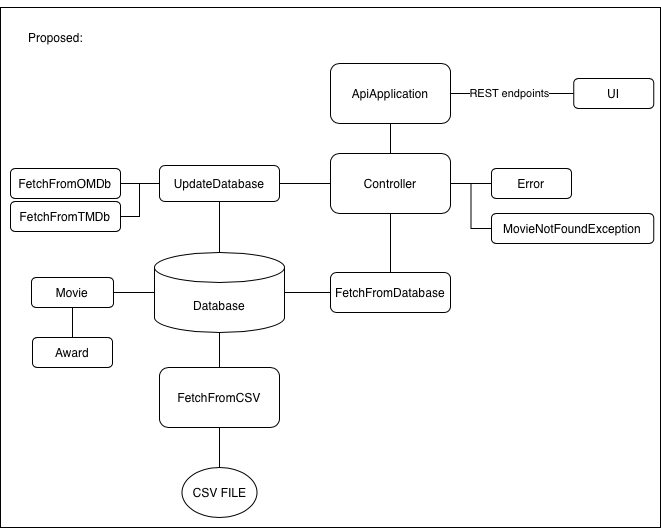 Proposed:
ApiApplication
REST endpoints
UI
FetchFromOMDb
UpdateDatabase
Controller
Error
FetchFromTMDb
MovieNotFoundException
Movie
Database
FetchFromDatabase
Award
FetchFromCSV
CSV FILE